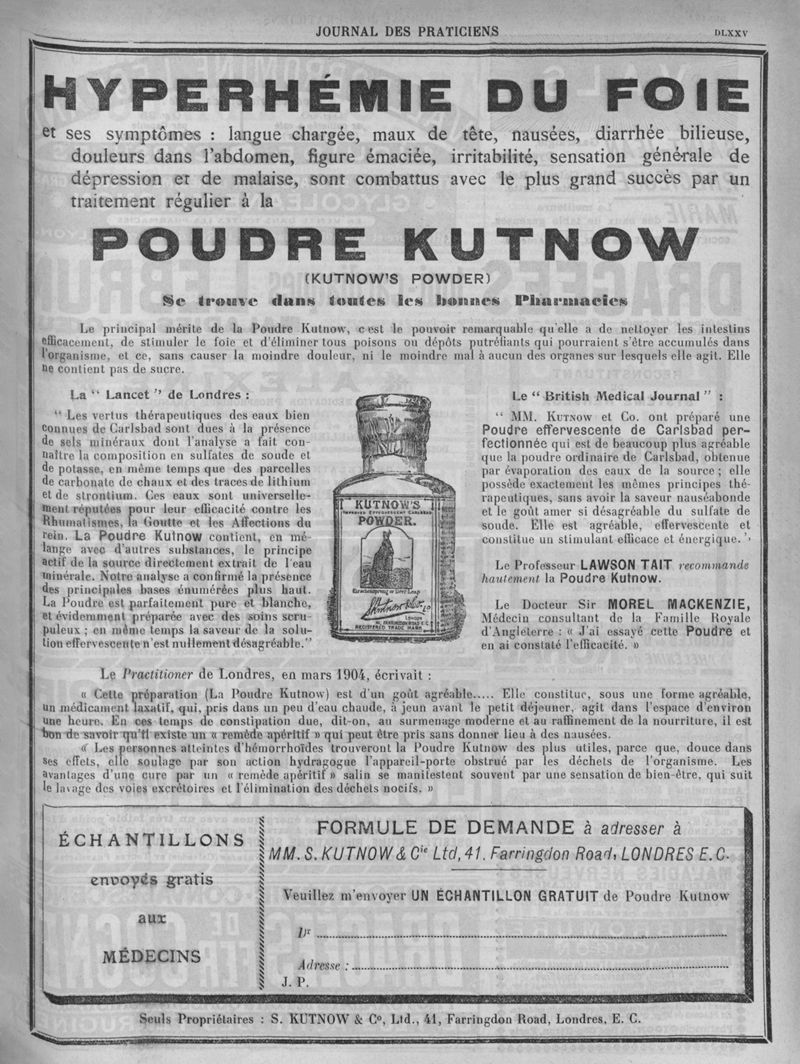 JOURNAL DES PRATICIENS
DLXXV
HYPERHÉMIE DU FOIE
et ses symptômes : langue chargée, maux de tête, nausées, diarrhée bilieuse,
douleurs dans l'abdomen, figure émaciée, irritabilité, sensation générale de
dépression et de malaise, sont combattus avec le plus grand succès par un
traitement régulier à la
POUDRE KUTNOW
(KUTNOW'S POWDER)
Se trouve dans toutes les bonnes Pharmacies
Le principal mérite de la Poudre Kutnow, c'est le pouvoir remarquable qu'elle a de nettoyer les intestins
efficacement, de stimuler le foie et d'éliminer tous poisons ou dépôts putréfiants qui pourraient s'être accumulés dans
l'organisme, et ce, sans causer la moindre douleur, ni le moindre mal à aucun des organes sur lesquels elle agit. Elle
ne contient pas de sucre.
La “ Lancet ” de Londres :
“ Les vertus thérapeutiques des eaux bien
connues de Carlsbad sont dues à la présence
de sels minéraux dont l'analyse a fait con-
naître la composition en sulfates de soude et
de potasse, en même temps que des parcelles
de carbonate de chaux et des traces de lithium
et de strontium. Ces eaux sont universelle-
ment réputées pour leur efficacité contre les
Rhumatismes, la Goutte et les Affections du
rein. La Poudre Kutnow contient, en mé-
lange avec d'autres substances, le principe
actif de la source directement extrait de l'eau
minérale. Notre analyse a confirmé la présence
des principales bases énumérées plus haut.
La Poudre est parfaitement pure et blanche,
et évidemment préparée avec des soins scru-
puleux ; en même temps la saveur de la solu-
tion effervescente n'est nullement désagréable.”
KUTNOW'S
IMPROVED EFFERVESCENT CARLSBAD
POWDER.
Hirschensprung or Deer Leap
S. Kutnow & Co. Ld
LONDON
41, FARRINGDON RD E.C.
REGISTERED TRADE MARK
Le “ British Medical Journal ” :
“ MM. KUTNOW et Co. ont préparé une
Poudre effervescente de Carlsbad per-
fectionnée qui est de beaucoup plus agréable
que la poudre ordinaire de Carlsbad, obtenue
par évaporation des eaux de la source ; elle
possède exactement les mêmes principes thé-
rapeutiques, sans avoir la saveur nauséabonde
et le goût amer si désagréable du sulfate de
soude. Elle est agréable, effervescente et
constitue un stimulant efficace et énergique. ”
Le Professeur LAWSON TAIT recommande
hautement la Poudre Kutnow.
Le Docteur Sir MOREL MACKENZIE,
Médecin consultant de la Famille Royale
d'Angleterre : « J'ai essayé cette Poudre et
en ai constaté l'efficacité. »
Le Practitioner de Londres, en mars 1904, écrivait :
« Cette préparation (La Poudre Kutnow) est d'un goût agréable..... Elle constitue, sous une forme agréable,
un médicament laxatif, qui, pris dans un peu d'eau chaude, à jeun avant le petit déjeuner, agit dans l'espace d'environ
une heure. En ces temps de constipation due, dit-on, au surmenage moderne et au raffinement de la nourriture, il est
bon de savoir qu'il existe un « remède apéritif » qui peut être pris sans donner lieu à des nausées.
« Les personnes atteintes d'hémorrhoïdes trouveront la Poudre Kutnow des plus utiles, parce que, douce dans
ses effets, elle soulage par son action hydragogue l'appareil-porte obstrué par les déchets de l'organisme. Les
avantages d'une cure par un « remède apéritif » salin se manifestent souvent par une sensation de bien-être, qui suit
le lavage des voies excrétoires et l'élimination des déchets nocifs. »
ÉCHANTILLONS
envoyés gratis
aux
MÉDECINS
FORMULE DE DEMANDE à adresser à
MM. S. KUTNOW & Cie Ltd, 41. Farringdon Road, LONDRES E.C.
Veuillez m'envoyer UN ÉCHANTILLON GRATUIT de Poudre Kutnow
Dr
Adresse :
J. P.
Seuls Propriétaires : S. KUTNOW & Co, Ltd., 41, Farringdon Road, Londres, E. C.